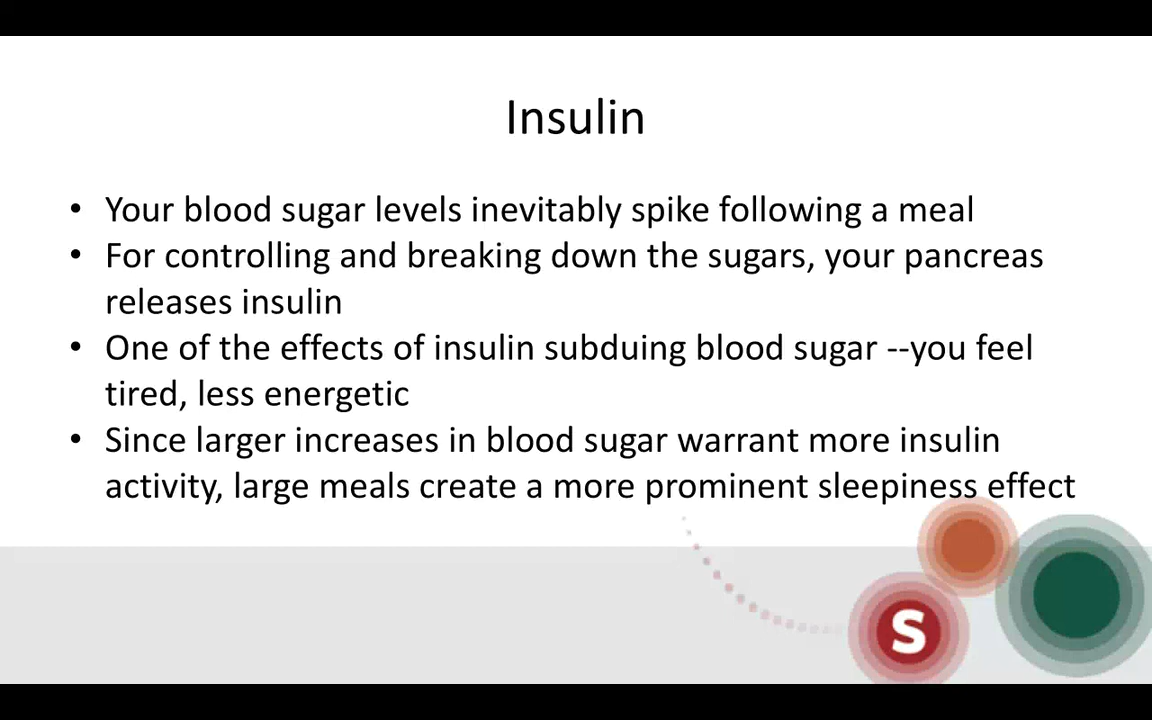 Insulin
• Your blood sugar levels inevitably spike following a meal
• For controlling and breaking down the sugars, your pancreas
releases insulin
• One of the effects of insulin subduing blood sugar --you feel
tired, less energetic
• Since larger increases in blood sugar warrant more insulin
activity, large meals create a more prominent sleepiness effect
S